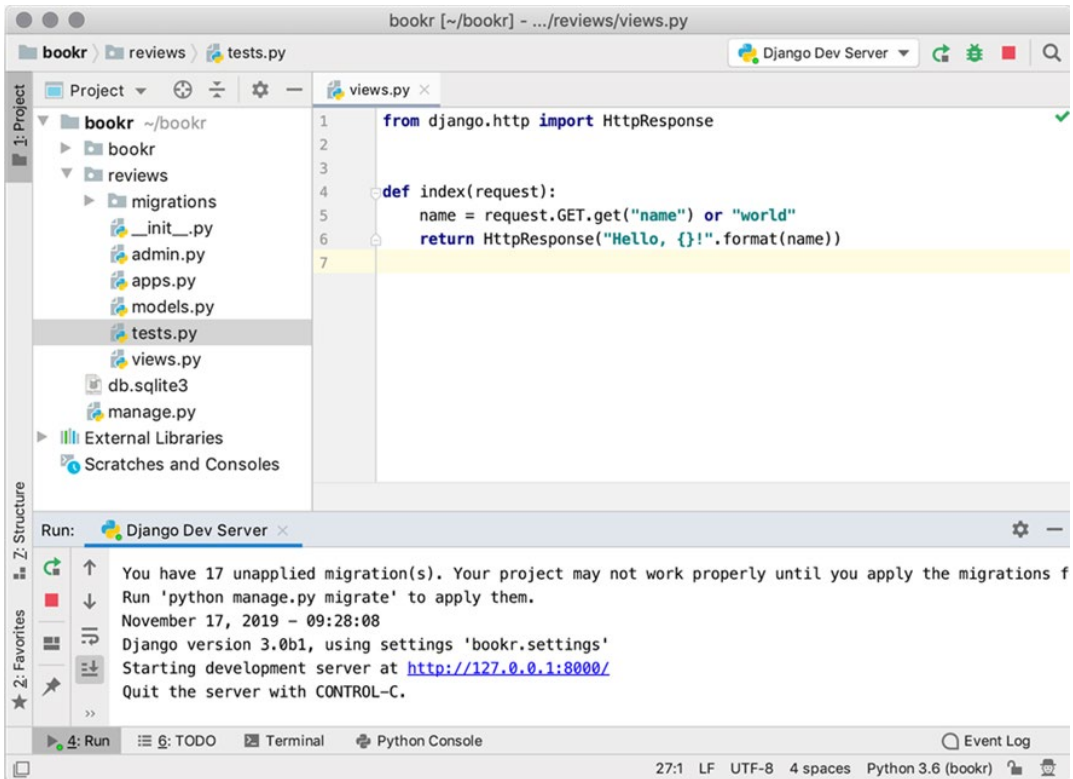 bookr [~/bookr] - .../reviews/views.py
bookr reviews tests.py
Django Dev Server
1: Project
Project
bookr ~/bookr
bookr
reviews
migrations
__init__.py
admin.py
apps.py
models.py
tests.py
views.py
db.sqlite3
manage.py
External Libraries
Scratches and Consoles
views.py
1 from django.http import HttpResponse
2
3
4 def index(request):
5 name = request.GET.get("name") or "world"
6 return HttpResponse("Hello, {}!".format(name))
7
Z: Structure
2: Favorites
Run: Django Dev Server
You have 17 unapplied migration(s). Your project may not work properly until you apply the migrations f
Run 'python manage.py migrate' to apply them.
November 17, 2019 - 09:28:08
Django version 3.0b1, using settings 'bookr.settings'
Starting development server at http://127.0.0.1:8000/
Quit the server with CONTROL-C.
>>
4: Run 6: TODO Terminal Python Console Event Log
27:1 LF UTF-8 4 spaces Python 3.6 (bookr)